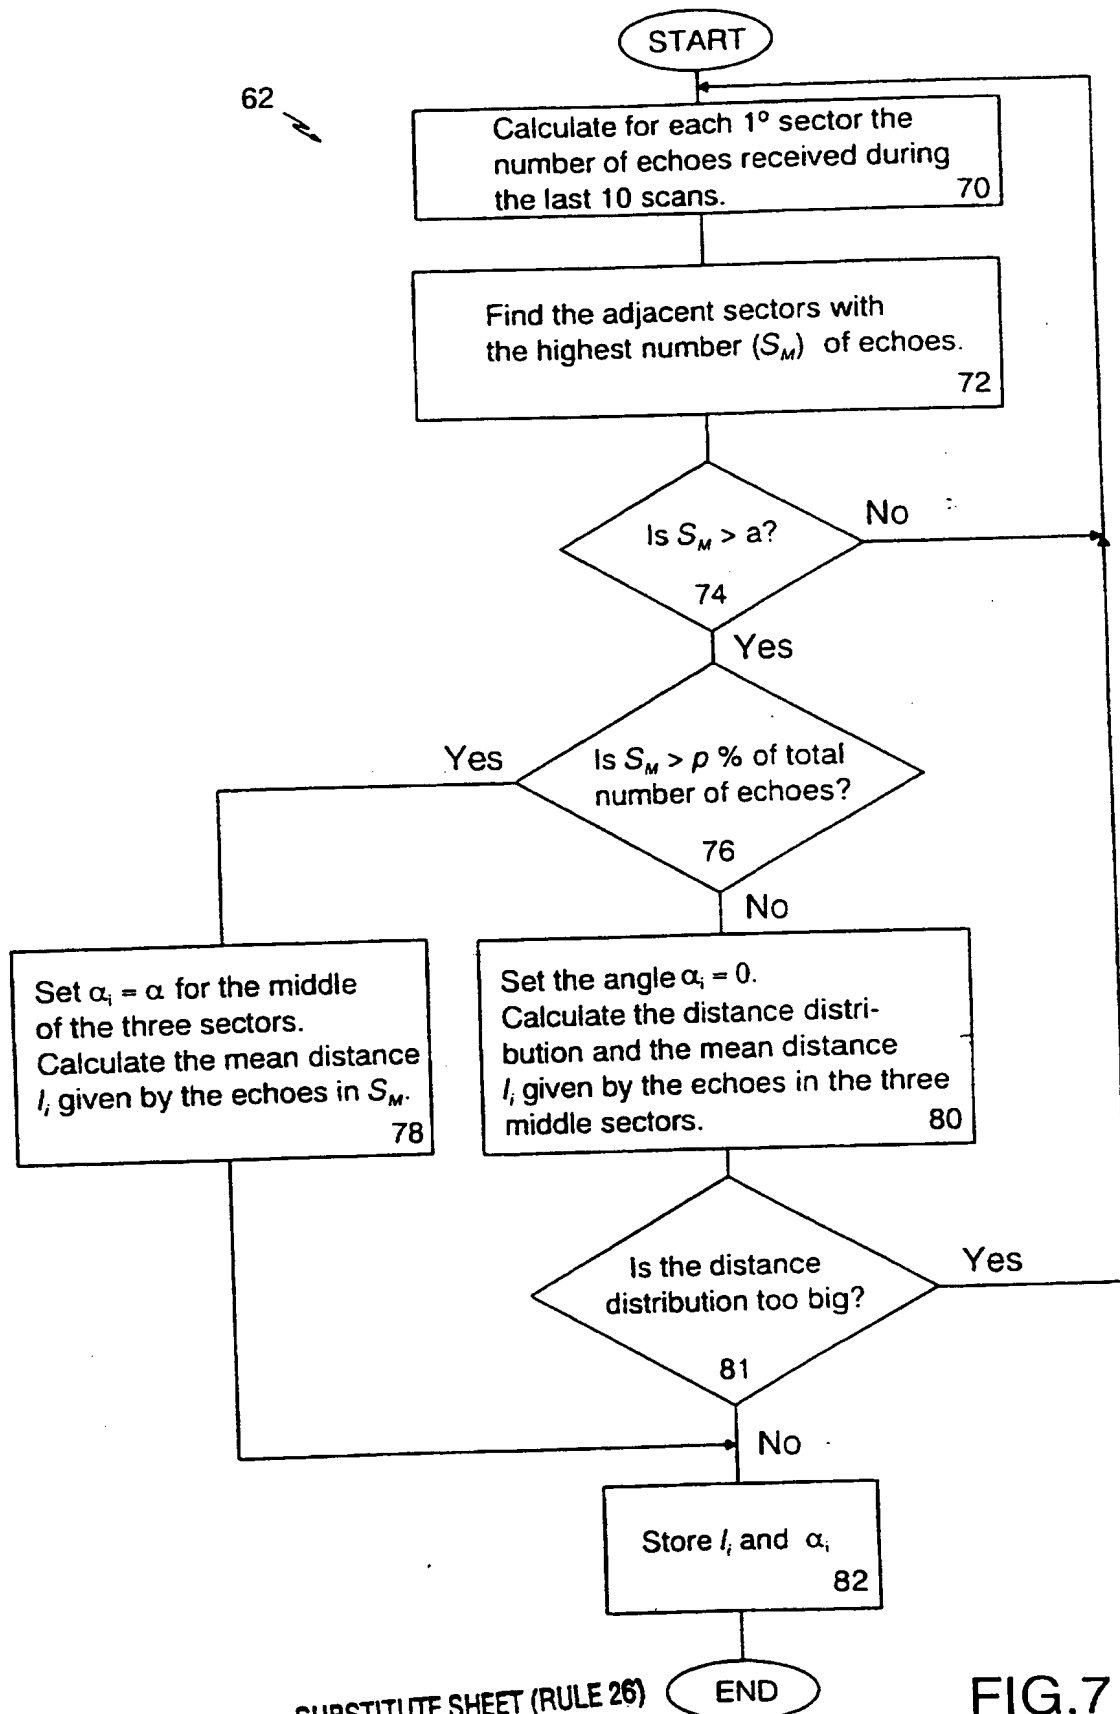 START
62
Calculate for each 1° sector the
number of echoes received during
the last 10 scans.
70
Find the adjacent sectors with
the highest number (S_M) of echoes.
72
Is S_M > a?
74
No
Yes
Is S_M > p % of total
number of echoes?
76
Yes
No
Set α_i = α for the middle
of the three sectors.
Calculate the mean distance
l_i given by the echoes in S_M.
78
Set the angle α_i = 0.
Calculate the distance distri-
bution and the mean distance
l_i given by the echoes in the three
middle sectors.
80
Is the distance
distribution too big?
81
Yes
No
Store l_i and α_i
82
END
SUBSTITUTE SHEET (RULE 26)
FIG.7